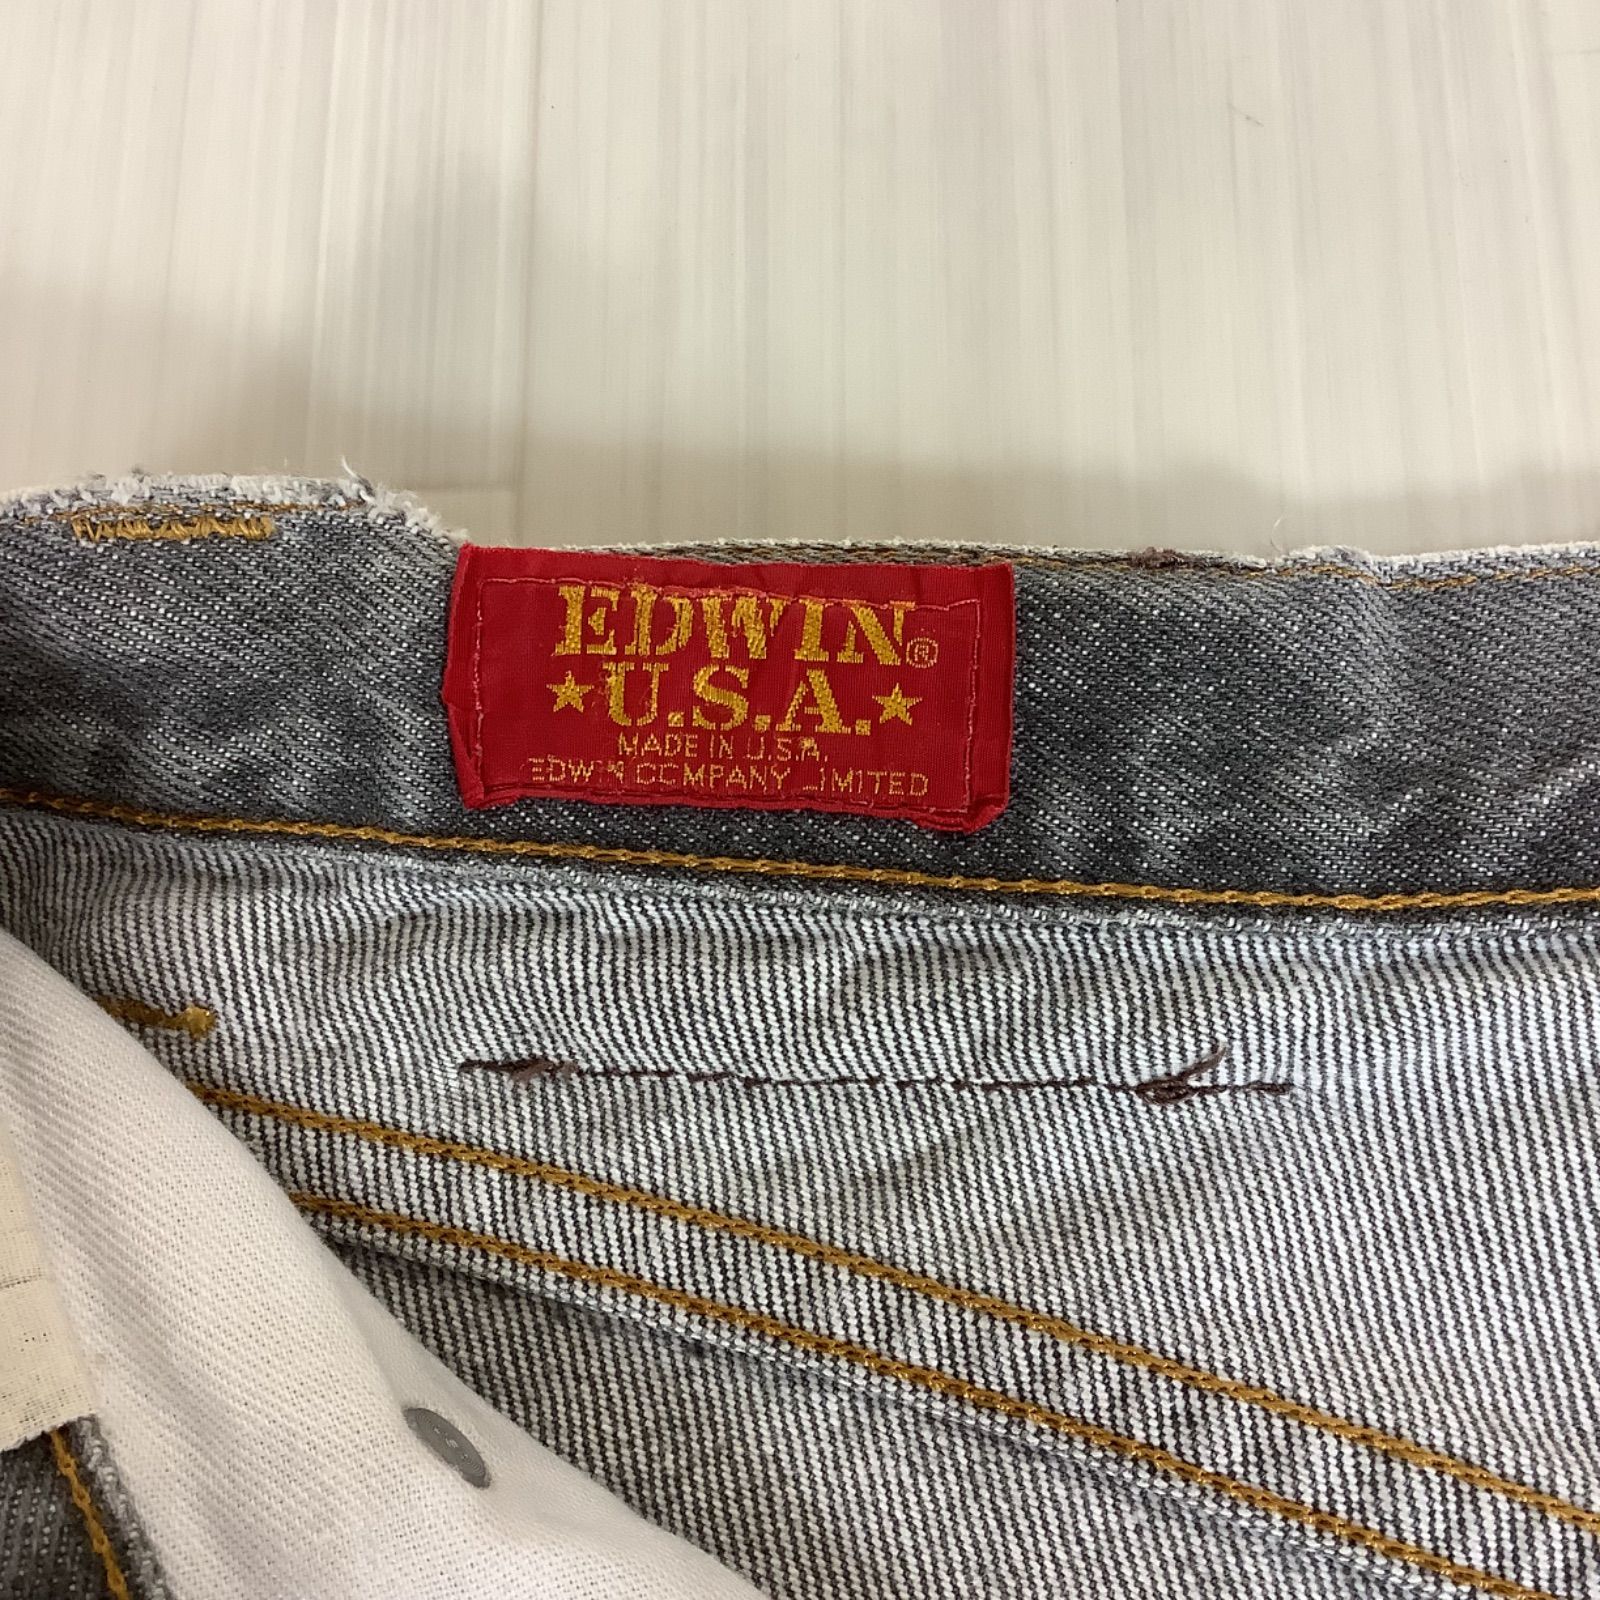 EDWIN®
★U.S.A.★
MADE IN U.S.A.
EDWIN COMPANY LIMITED